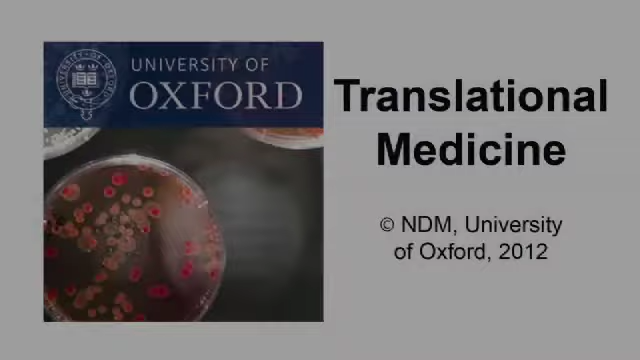 UNIVERSITY OF
OXFORD
Translational
Medicine
© NDM, University
of Oxford, 2012